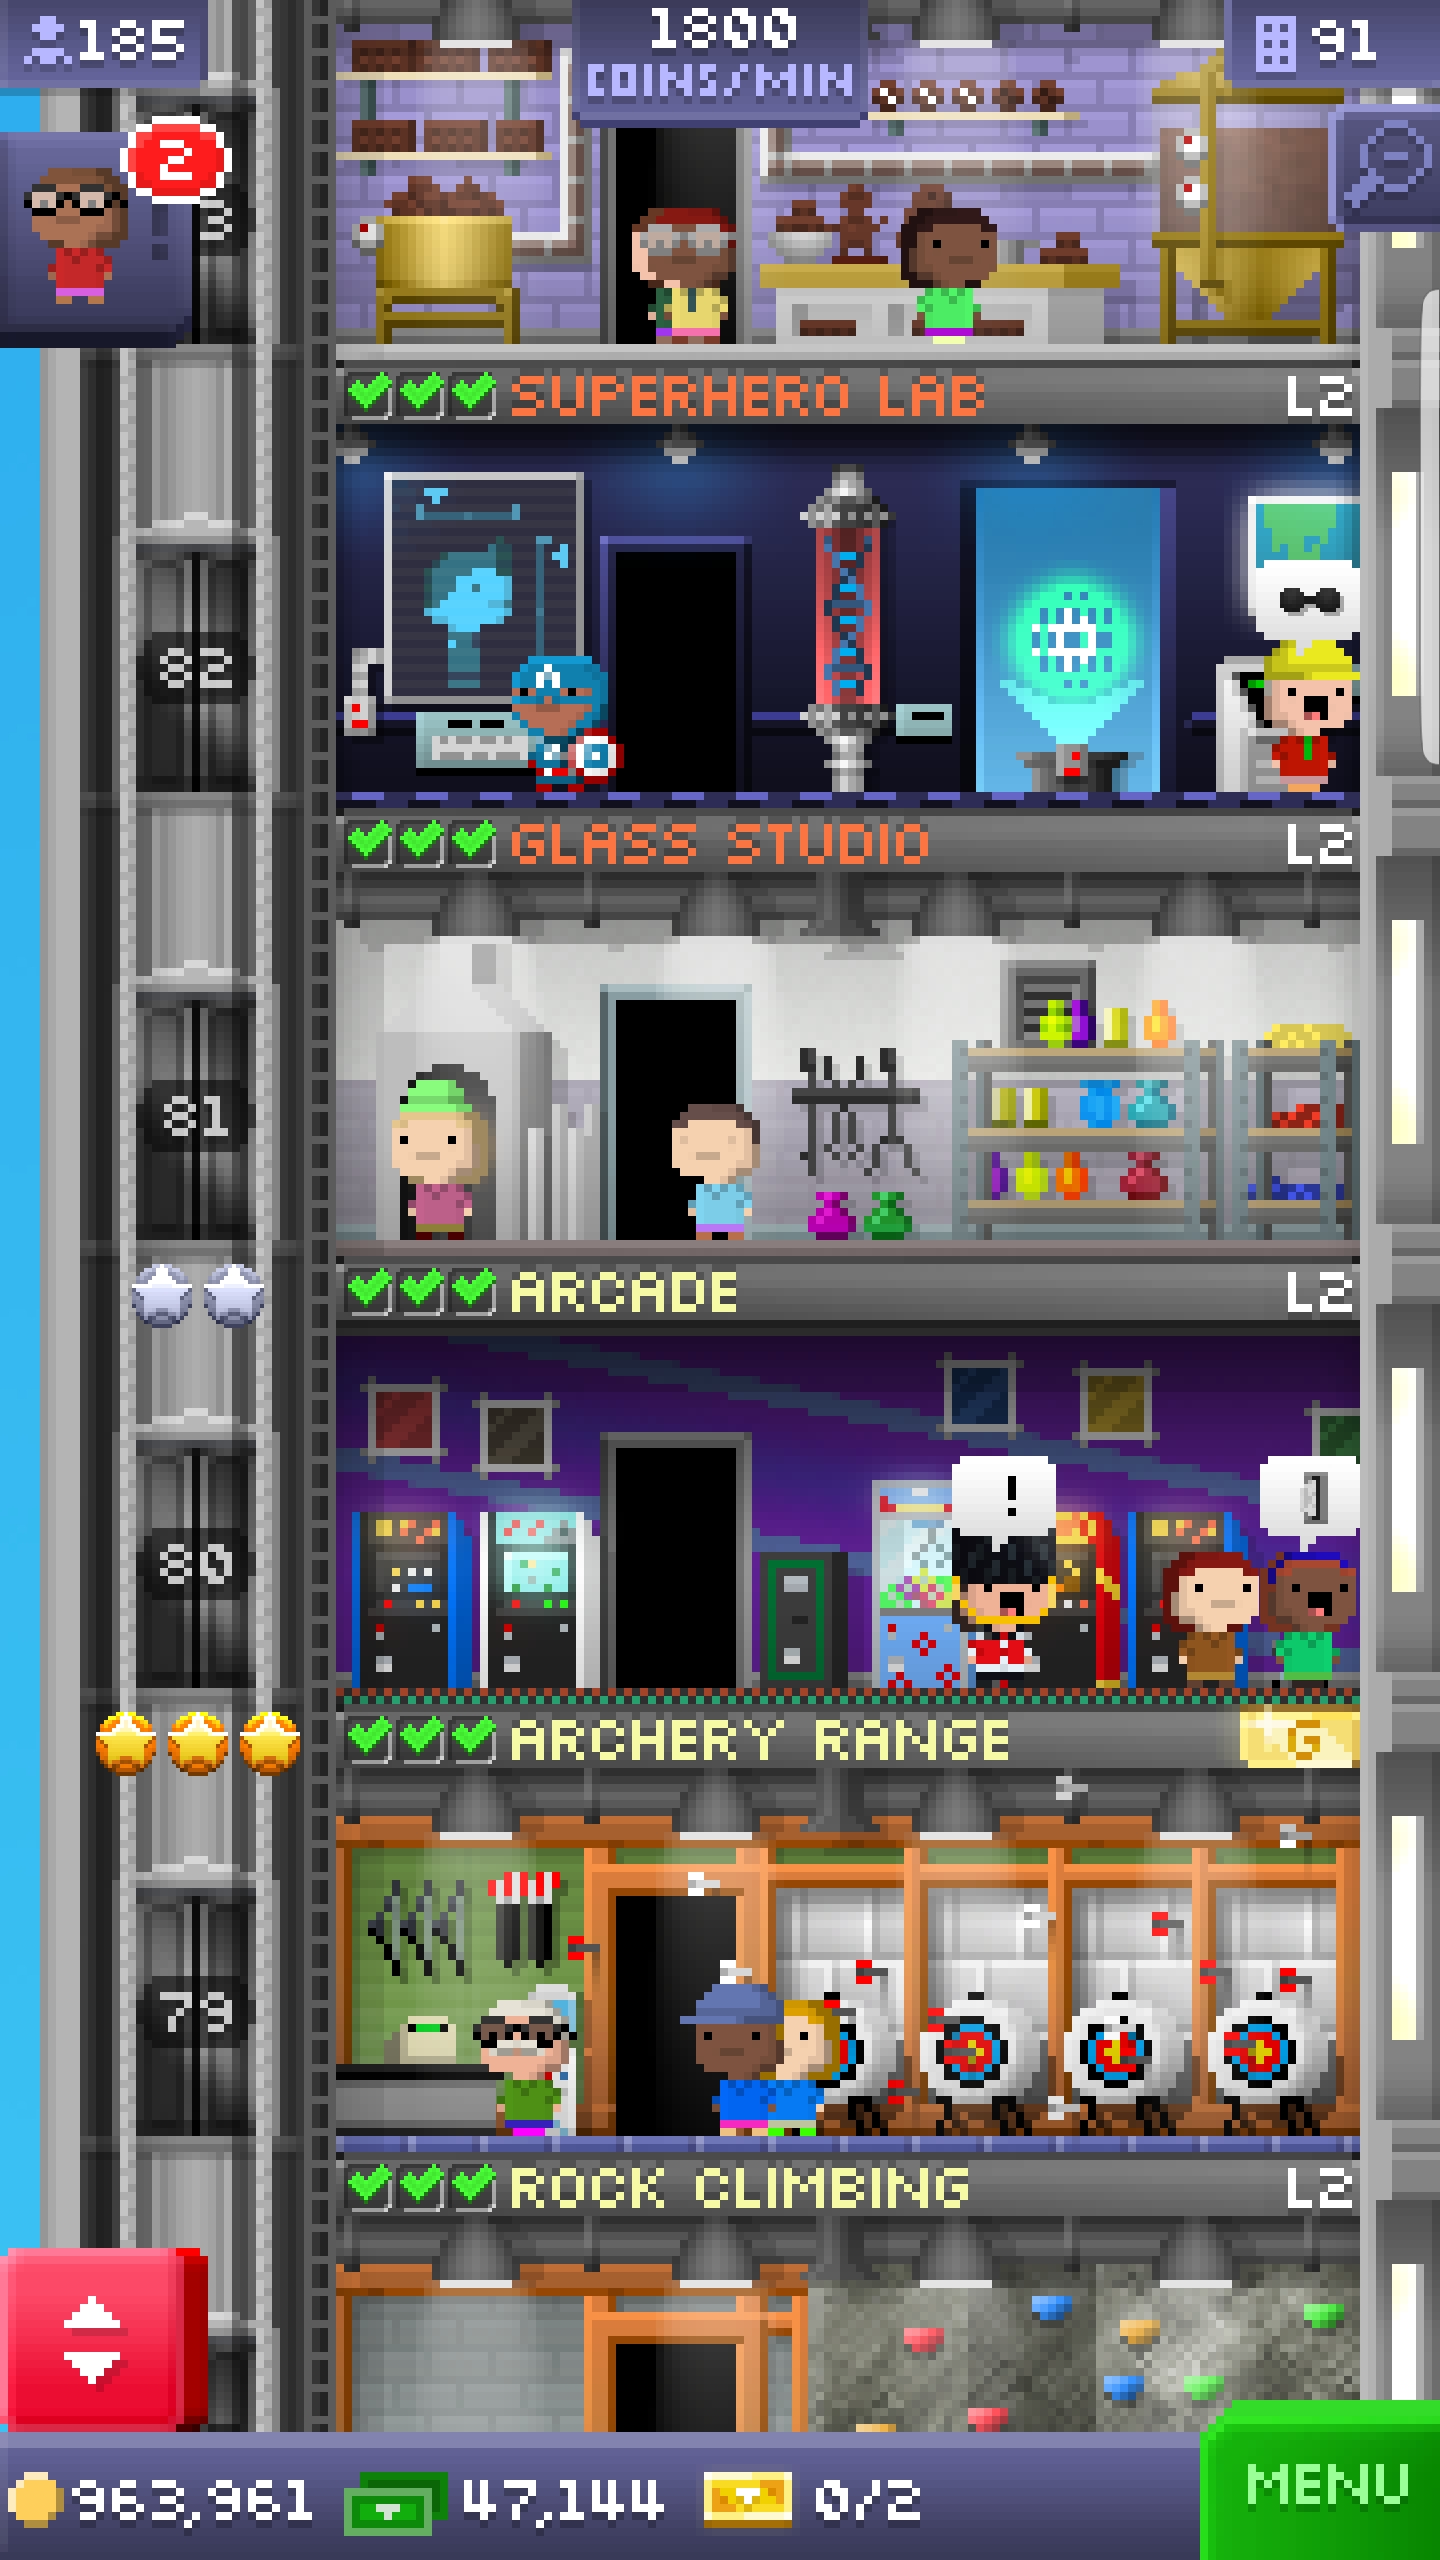 185
1800
COINS/MIN
91
2
3
SUPERHERO LAB
L2
82
GLASS STUDIO
L2
81
ARCADE
L2
!
80
ARCHERY RANGE
G
79
ROCK CLIMBING
L2
963,961
47,144
0/2
MENU